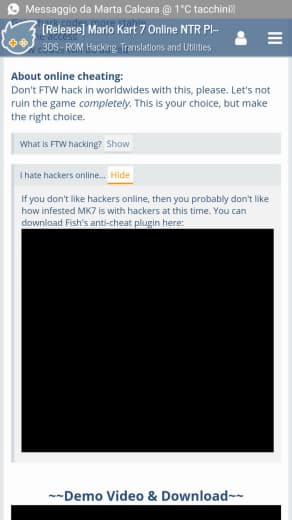 Messaggio da Marta Calcara @ 1°C tacchini
[Release] Mario Kart 7 Online NTR Pl--
3DS - ROM Hacking, Translations and Utilities
About online cheating:
Don't FTW hack in worldwides with this, please. Let's not
ruin the game completely. This is your choice, but make
the right choice.
What is FTW hacking? Show
I hate hackers online... Hide
If you don't like hackers online, then you probably don't like
how infested MK7 is with hackers at this time. You can
download Fish's anti-cheat plugin here:
~~Demo Video & Download~~